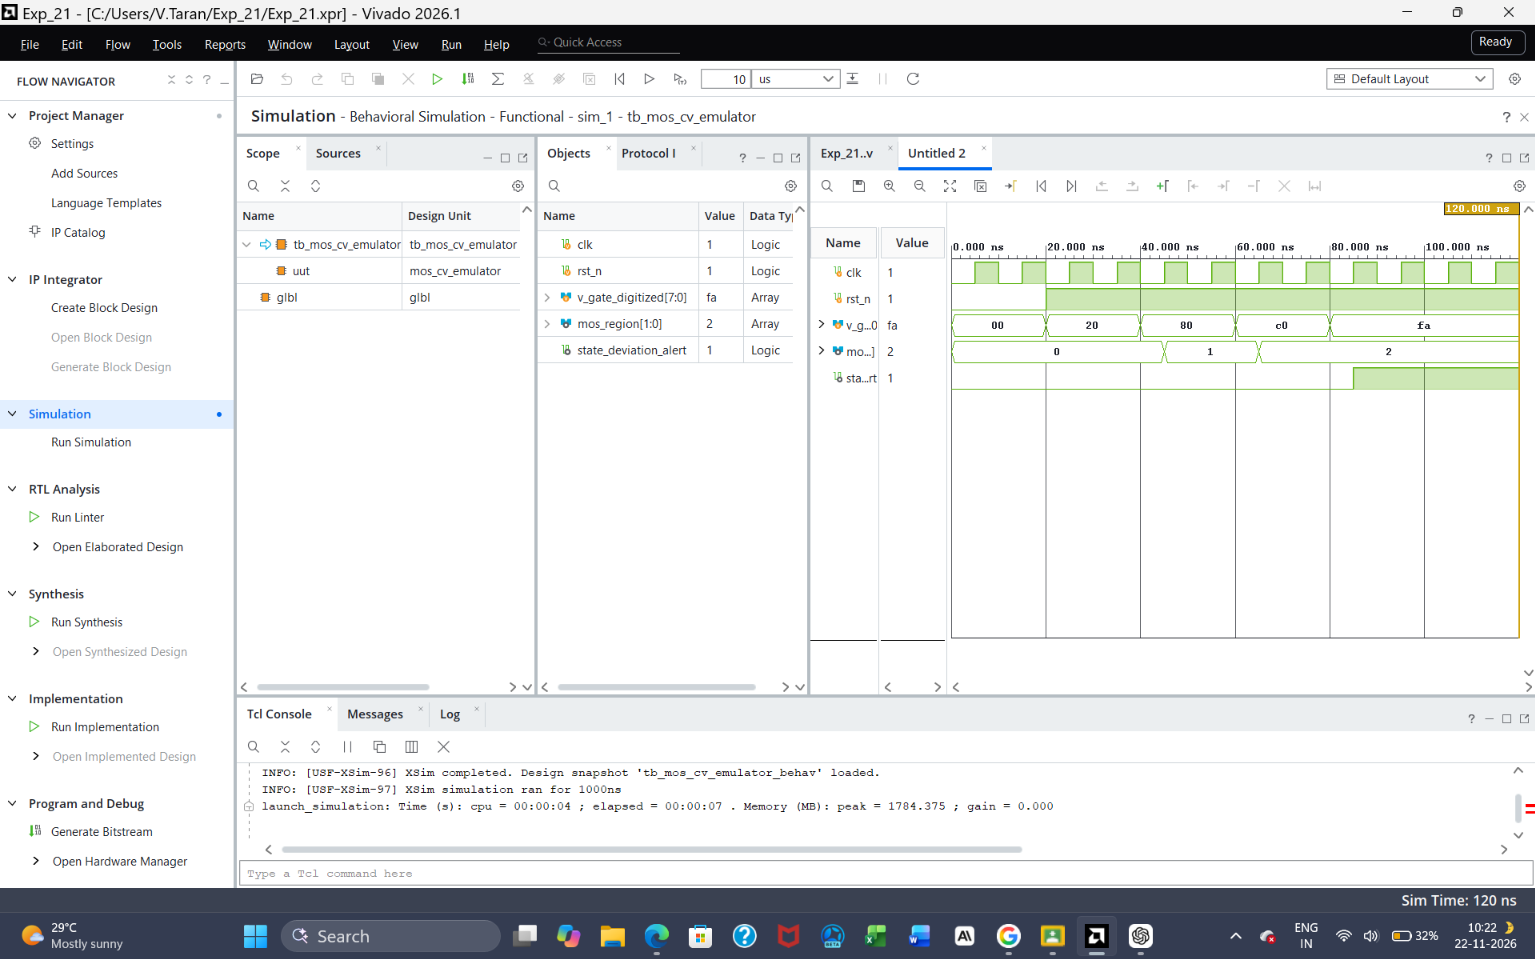 Exp_21 - [C:/Users/V.Taran/Exp_21/Exp_21.xpr] - Vivado 2026.1
File Edit Flow Tools Reports Window Layout View Run Help Quick Access Ready
FLOW NAVIGATOR
10 us Default Layout
Project Manager
Settings
Add Sources
Language Templates
IP Catalog
IP Integrator
Create Block Design
Open Block Design
Generate Block Design
Simulation
Run Simulation
RTL Analysis
Run Linter
Open Elaborated Design
Synthesis
Run Synthesis
Open Synthesized Design
Implementation
Run Implementation
Open Implemented Design
Program and Debug
Generate Bitstream
Open Hardware Manager
Simulation - Behavioral Simulation - Functional - sim_1 - tb_mos_cv_emulator
Scope Sources
Name Design Unit
tb_mos_cv_emulator tb_mos_cv_emulator
uut mos_cv_emulator
glbl glbl
Objects Protocol I
Name Value Data Ty
clk 1 Logic
rst_n 1 Logic
v_gate_digitized[7:0] fa Array
mos_region[1:0] 2 Array
state_deviation_alert 1 Logic
Exp_21..v Untitled 2
120.000 ns
Name Value
0.000 ns 20.000 ns 40.000 ns 60.000 ns 80.000 ns 100.000 ns
clk 1
rst_n 1
v_g...0 fa 00 20 80 c0 fa
mo...] 2 0 1 2
sta...rt 1
Tcl Console Messages Log
INFO: [USF-XSim-96] XSim completed. Design snapshot 'tb_mos_cv_emulator_behav' loaded.
INFO: [USF-XSim-97] XSim simulation ran for 1000ns
launch_simulation: Time (s): cpu = 00:00:04 ; elapsed = 00:00:07 . Memory (MB): peak = 1784.375 ; gain = 0.000
Type a Tcl command here
Sim Time: 120 ns
29°C
Mostly sunny
Search
ENG
IN
32%
10:22
22-11-2026